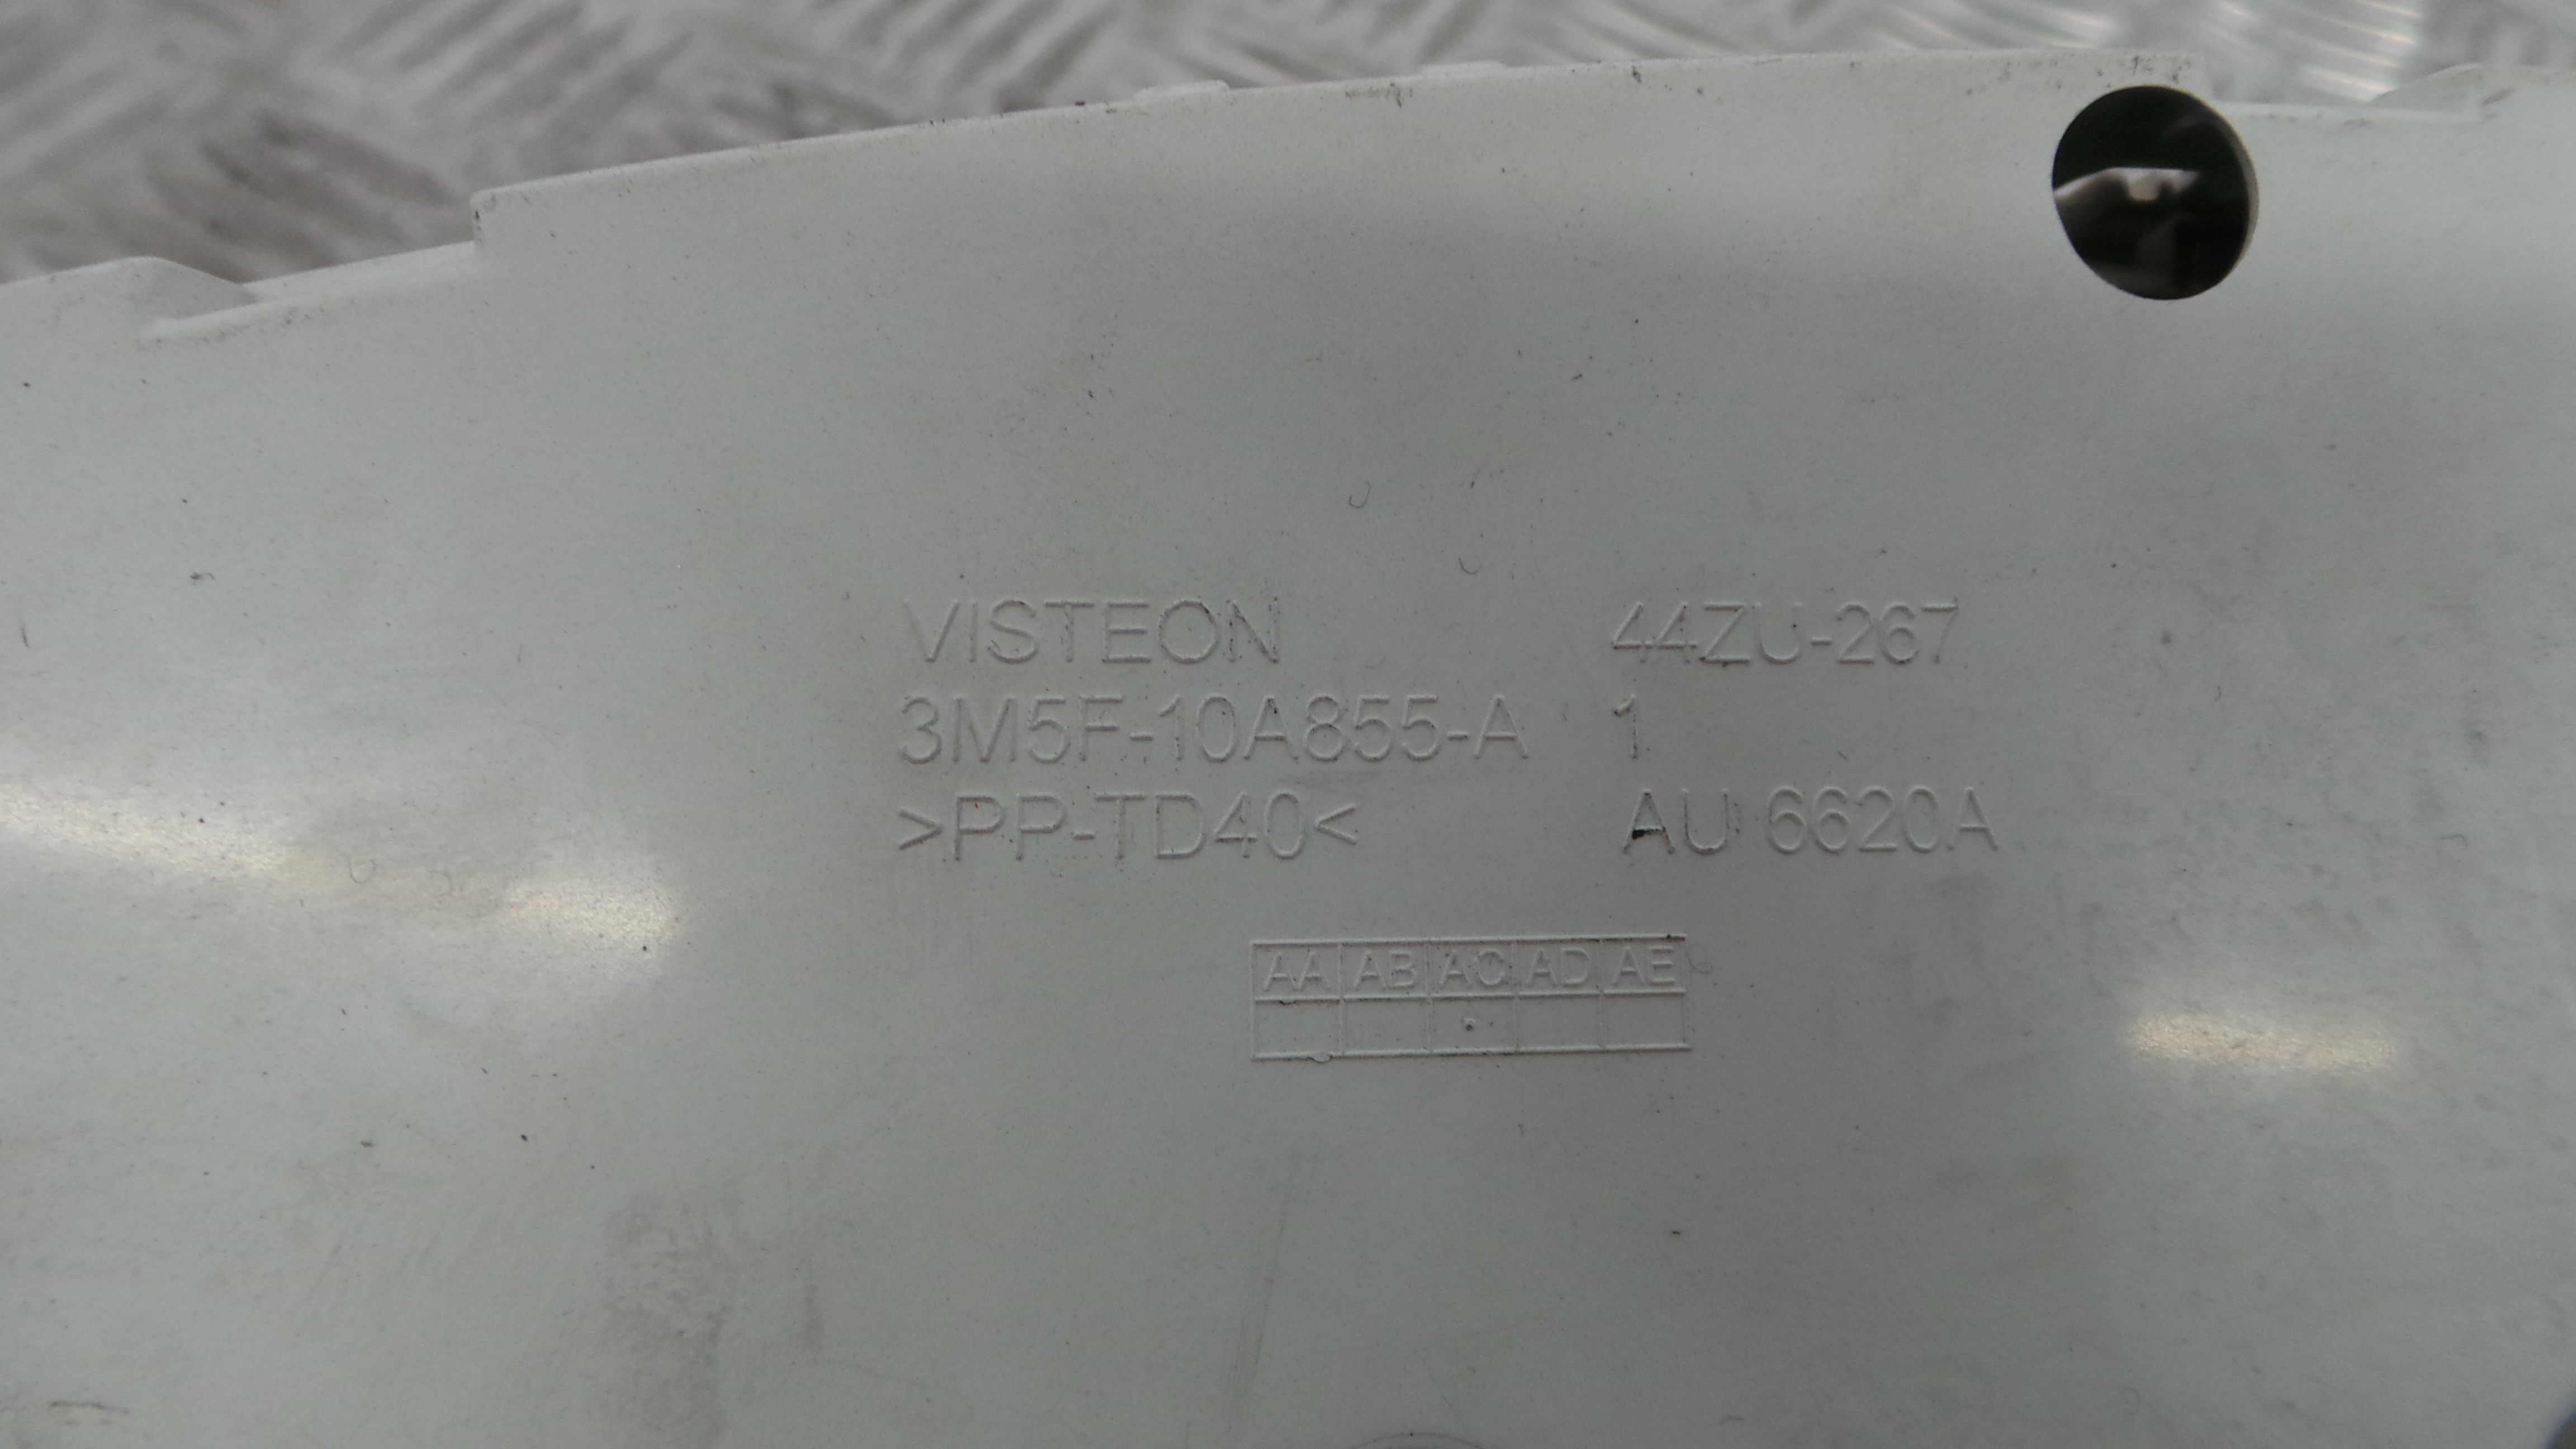 VISTEON 44ZU-267
3M5F-10A855-A 1
>PP-TD40< AU 6620A
AA AB AC AD AE